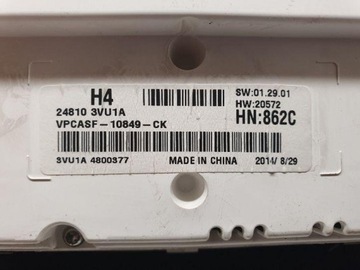 H4
SW:01.29.01
HW:20572
24810 3VU1A
HN:862C
VPCASF-10849-CK
3VU1A 4800377
MADE IN CHINA
2014/ 8/29